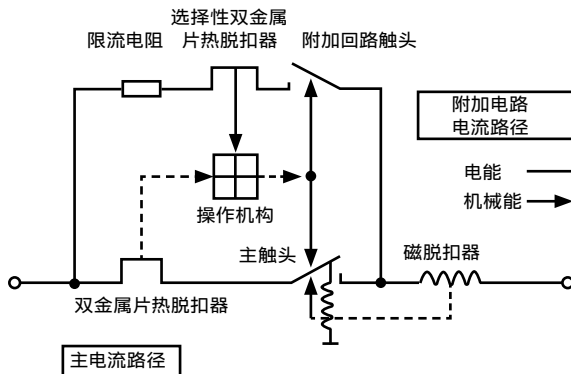 选择性双金属
片热脱扣器
限流电阻
附加回路触头
附加电路
电流路径
电能
机械能
操作机构
主触头
磁脱扣器
双金属片热脱扣器
主电流路径